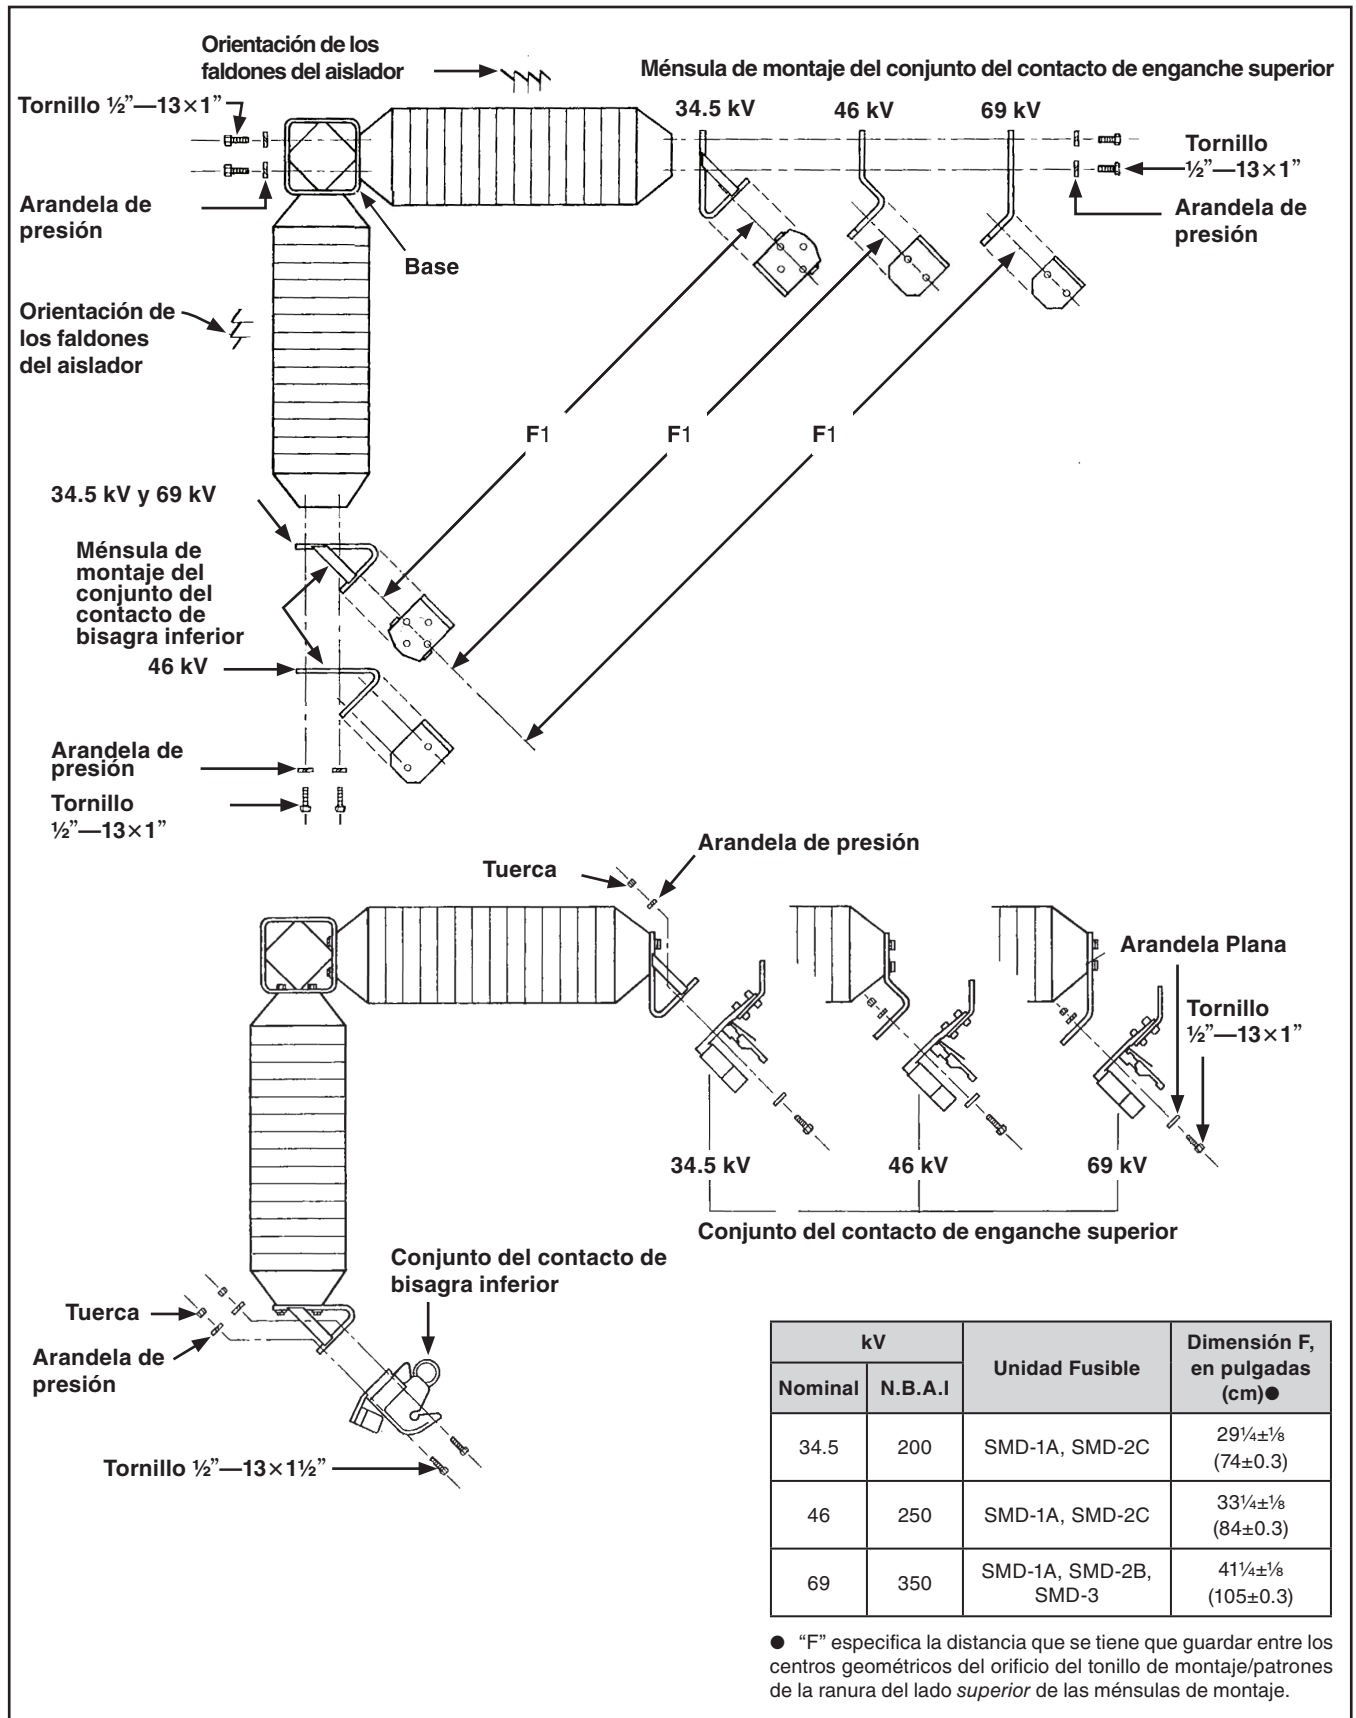 Orientación de los
faldones del aislador
Ménsula de montaje del conjunto del contacto de enganche superior
Tornillo ½”—13×1”
34.5 kV
46 kV
69 kV
Tornillo
½”—13×1”
Arandela de
presión
Arandela de
presión
Base
Orientación de
los faldones
del aislador
F1
F1
F1
34.5 kV y 69 kV
Ménsula de
montaje del
conjunto del
contacto de
bisagra inferior
46 kV
Arandela de
presión
Tornillo
½”—13×1”
Arandela de presión
Tuerca
Arandela Plana
Tornillo
½”—13×1”
34.5 kV
46 kV
69 kV
Conjunto del contacto de enganche superior
Conjunto del contacto de
bisagra inferior
Tuerca
Arandela de
presión
Tornillo ½”—13×1½”
kV
Unidad Fusible
Dimensión F,
en pulgadas
(cm)●
Nominal
N.B.A.I
34.5
200
SMD-1A, SMD-2C
29¼±⅛
(74±0.3)
46
250
SMD-1A, SMD-2C
33¼±⅛
(84±0.3)
69
350
SMD-1A, SMD-2B,
SMD-3
41¼±⅛
(105±0.3)
● “F” especifica la distancia que se tiene que guardar entre los
centros geométricos del orificio del tonillo de montaje/patrones
de la ranura del lado superior de las ménsulas de montaje.